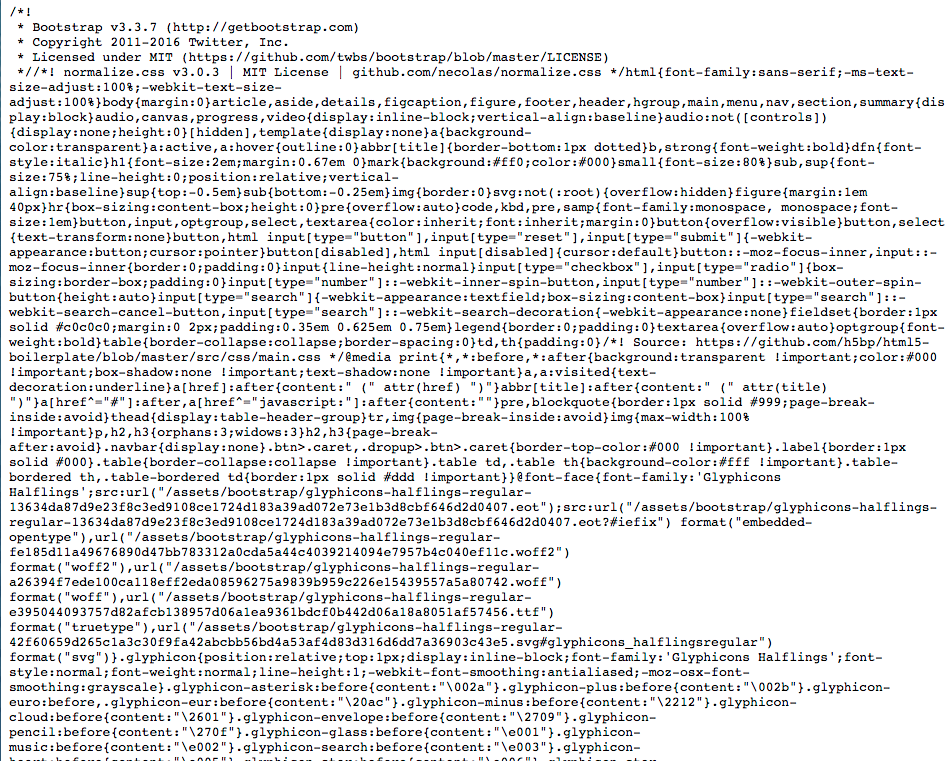 /*!
 * Bootstrap v3.3.7 (http://getbootstrap.com)
 * Copyright 2011-2016 Twitter, Inc.
 * Licensed under MIT (https://github.com/twbs/bootstrap/blob/master/LICENSE)
 *//*! normalize.css v3.0.3 | MIT License | github.com/necolas/normalize.css */html{font-family:sans-serif;-ms-text-
size-adjust:100%;-webkit-text-size-
adjust:100%}body{margin:0}article,aside,details,figcaption,figure,footer,header,hgroup,main,menu,nav,section,summary{dis
play:block}audio,canvas,progress,video{display:inline-block;vertical-align:baseline}audio:not([controls])
{display:none;height:0}[hidden],template{display:none}a{background-
color:transparent}a:active,a:hover{outline:0}abbr[title]{border-bottom:1px dotted}b,strong{font-weight:bold}dfn{font-
style:italic}h1{font-size:2em;margin:0.67em 0}mark{background:#ff0;color:#000}small{font-size:80%}sub,sup{font-
size:75%;line-height:0;position:relative;vertical-
align:baseline}sup{top:-0.5em}sub{bottom:-0.25em}img{border:0}svg:not(:root){overflow:hidden}figure{margin:1em
40px}hr{box-sizing:content-box;height:0}pre{overflow:auto}code,kbd,pre,samp{font-family:monospace, monospace;font-
size:1em}button,input,optgroup,select,textarea{color:inherit;font:inherit;margin:0}button{overflow:visible}button,select
{text-transform:none}button,html input[type="button"],input[type="reset"],input[type="submit"]{-webkit-
appearance:button;cursor:pointer}button[disabled],html input[disabled]{cursor:default}button::-moz-focus-inner,input::-
moz-focus-inner{border:0;padding:0}input{line-height:normal}input[type="checkbox"],input[type="radio"]{box-
sizing:border-box;padding:0}input[type="number"]::-webkit-inner-spin-button,input[type="number"]::-webkit-outer-spin-
button{height:auto}input[type="search"]{-webkit-appearance:textfield;box-sizing:content-box}input[type="search"]::-
webkit-search-cancel-button,input[type="search"]::-webkit-search-decoration{-webkit-appearance:none}fieldset{border:1px
solid #c0c0c0;margin:0 2px;padding:0.35em 0.625em 0.75em}legend{border:0;padding:0}textarea{overflow:auto}optgroup{font-
weight:bold}table{border-collapse:collapse;border-spacing:0}td,th{padding:0}/*! Source: https://github.com/h5bp/html5-
boilerplate/blob/master/src/css/main.css */@media print{*,*:before,*:after{background:transparent !important;color:#000
!important;box-shadow:none !important;text-shadow:none !important}a,a:visited{text-
decoration:underline}a[href]:after{content:" (" attr(href) ")"}abbr[title]:after{content:" (" attr(title)
")"}a[href^="#"]:after,a[href^="javascript:"]:after{content:""}pre,blockquote{border:1px solid #999;page-break-
inside:avoid}thead{display:table-header-group}tr,img{page-break-inside:avoid}img{max-width:100%
!important}p,h2,h3{orphans:3;widows:3}h2,h3{page-break-
after:avoid}.navbar{display:none}.btn>.caret,.dropup>.btn>.caret{border-top-color:#000 !important}.label{border:1px
solid #000}.table{border-collapse:collapse !important}.table td,.table th{background-color:#fff !important}.table-
bordered th,.table-bordered td{border:1px solid #ddd !important}}@font-face{font-family:'Glyphicons
Halflings';src:url("/assets/bootstrap/glyphicons-halflings-regular-
13634da87d9e23f8c3ed9108ce1724d183a39ad072e73e1b3d8cbf646d2d0407.eot");src:url("/assets/bootstrap/glyphicons-halflings-
regular-13634da87d9e23f8c3ed9108ce1724d183a39ad072e73e1b3d8cbf646d2d0407.eot?#iefix") format("embedded-
opentype"),url("/assets/bootstrap/glyphicons-halflings-regular-
fe185d11a49676890d47bb783312a0cda5a44c4039214094e7957b4c040ef11c.woff2")
format("woff2"),url("/assets/bootstrap/glyphicons-halflings-regular-
a26394f7ede100ca118eff2eda08596275a9839b959c226e15439557a5a80742.woff")
format("woff"),url("/assets/bootstrap/glyphicons-halflings-regular-
e395044093757d82afcb138957d06a1ea9361bdcf0b442d06a18a8051af57456.ttf")
format("truetype"),url("/assets/bootstrap/glyphicons-halflings-regular-
42f60659d265c1a3c30f9fa42abcbb56bd4a53af4d83d316d6dd7a36903c43e5.svg#glyphicons_halflingsregular")
format("svg")}.glyphicon{position:relative;top:1px;display:inline-block;font-family:'Glyphicons Halflings';font-
style:normal;font-weight:normal;line-height:1;-webkit-font-smoothing:antialiased;-moz-osx-font-
smoothing:grayscale}.glyphicon-asterisk:before{content:"\002a"}.glyphicon-plus:before{content:"\002b"}.glyphicon-
euro:before,.glyphicon-eur:before{content:"\20ac"}.glyphicon-minus:before{content:"\2212"}.glyphicon-
cloud:before{content:"\2601"}.glyphicon-envelope:before{content:"\2709"}.glyphicon-
pencil:before{content:"\270f"}.glyphicon-glass:before{content:"\e001"}.glyphicon-
music:before{content:"\e002"}.glyphicon-search:before{content:"\e003"}.glyphicon-